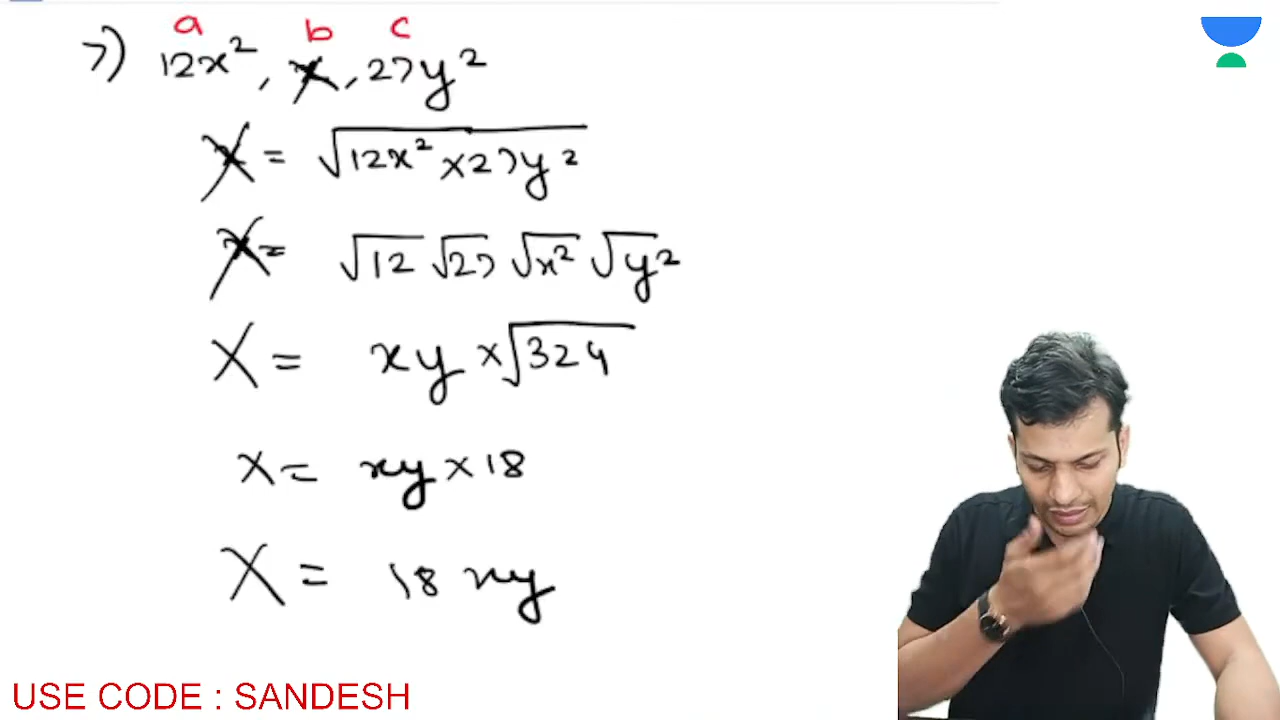 a b c
7) 12x², X, 27y²
X = √12x² × 27y²
X = √12 √27 √x² √y²
X = xy × √324
X = xy × 18
X = 18 xy
USE CODE : SANDESH